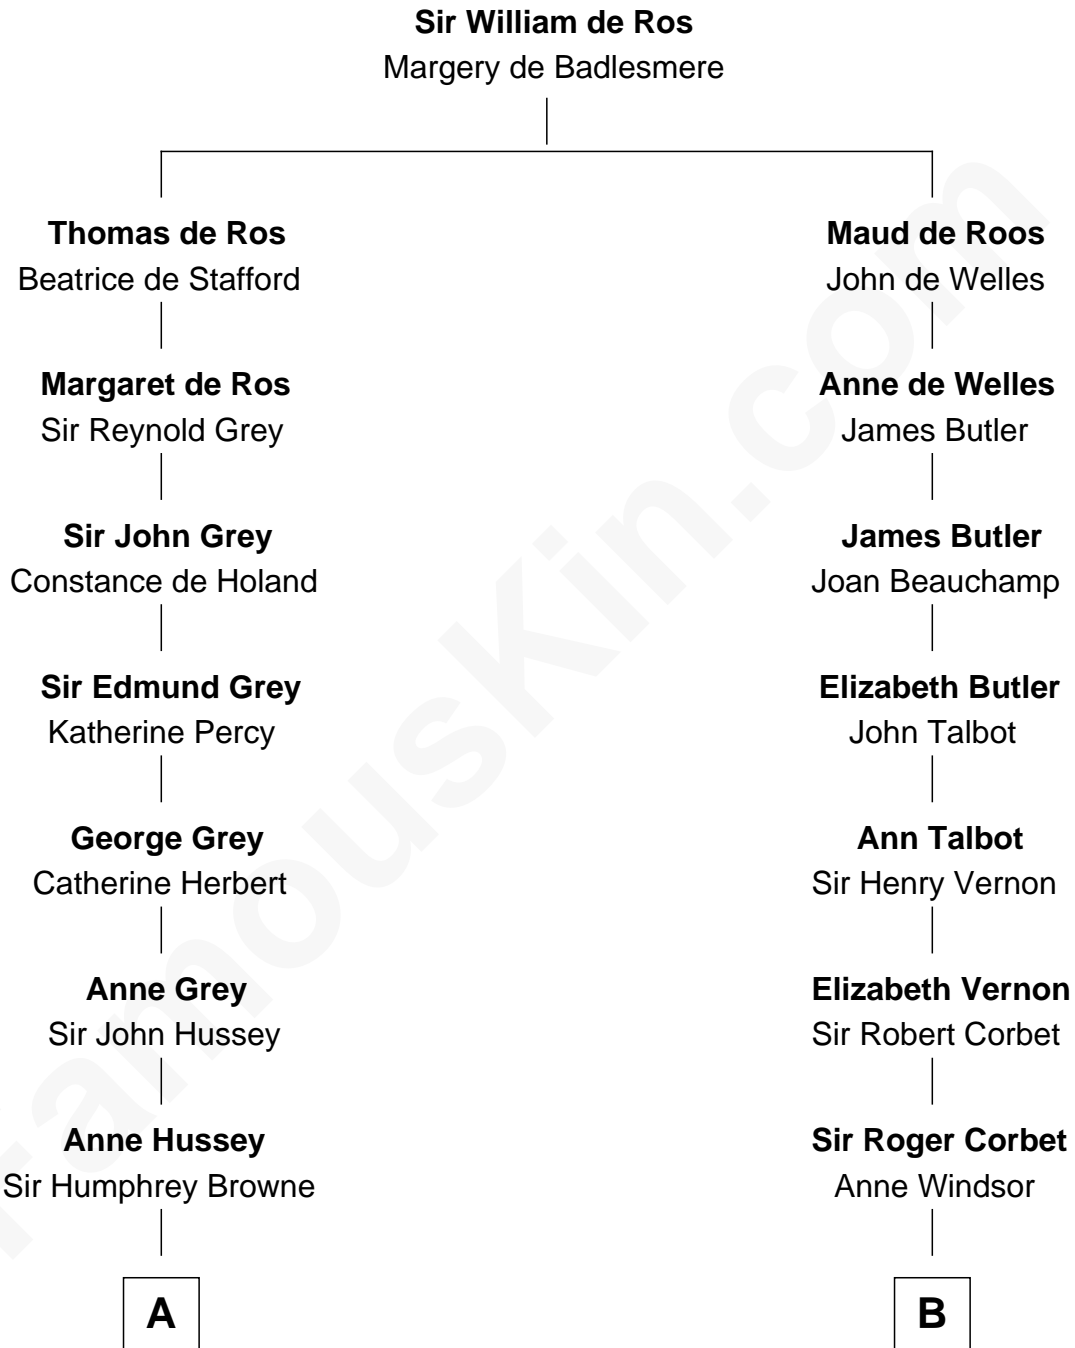 Sir William de Ros
Margery de Badlesmere
Thomas de Ros
Beatrice de Stafford
Maud de Roos
John de Welles
Margaret de Ros
Sir Reynold Grey
Anne de Welles
James Butler
Sir John Grey
Constance de Holand
James Butler
Joan Beauchamp
Sir Edmund Grey
Katherine Percy
Elizabeth Butler
John Talbot
George Grey
Catherine Herbert
Ann Talbot
Sir Henry Vernon
Anne Grey
Sir John Hussey
Elizabeth Vernon
Sir Robert Corbet
Anne Hussey
Sir Humphrey Browne
Sir Roger Corbet
Anne Windsor
A
B
FamousKin.com